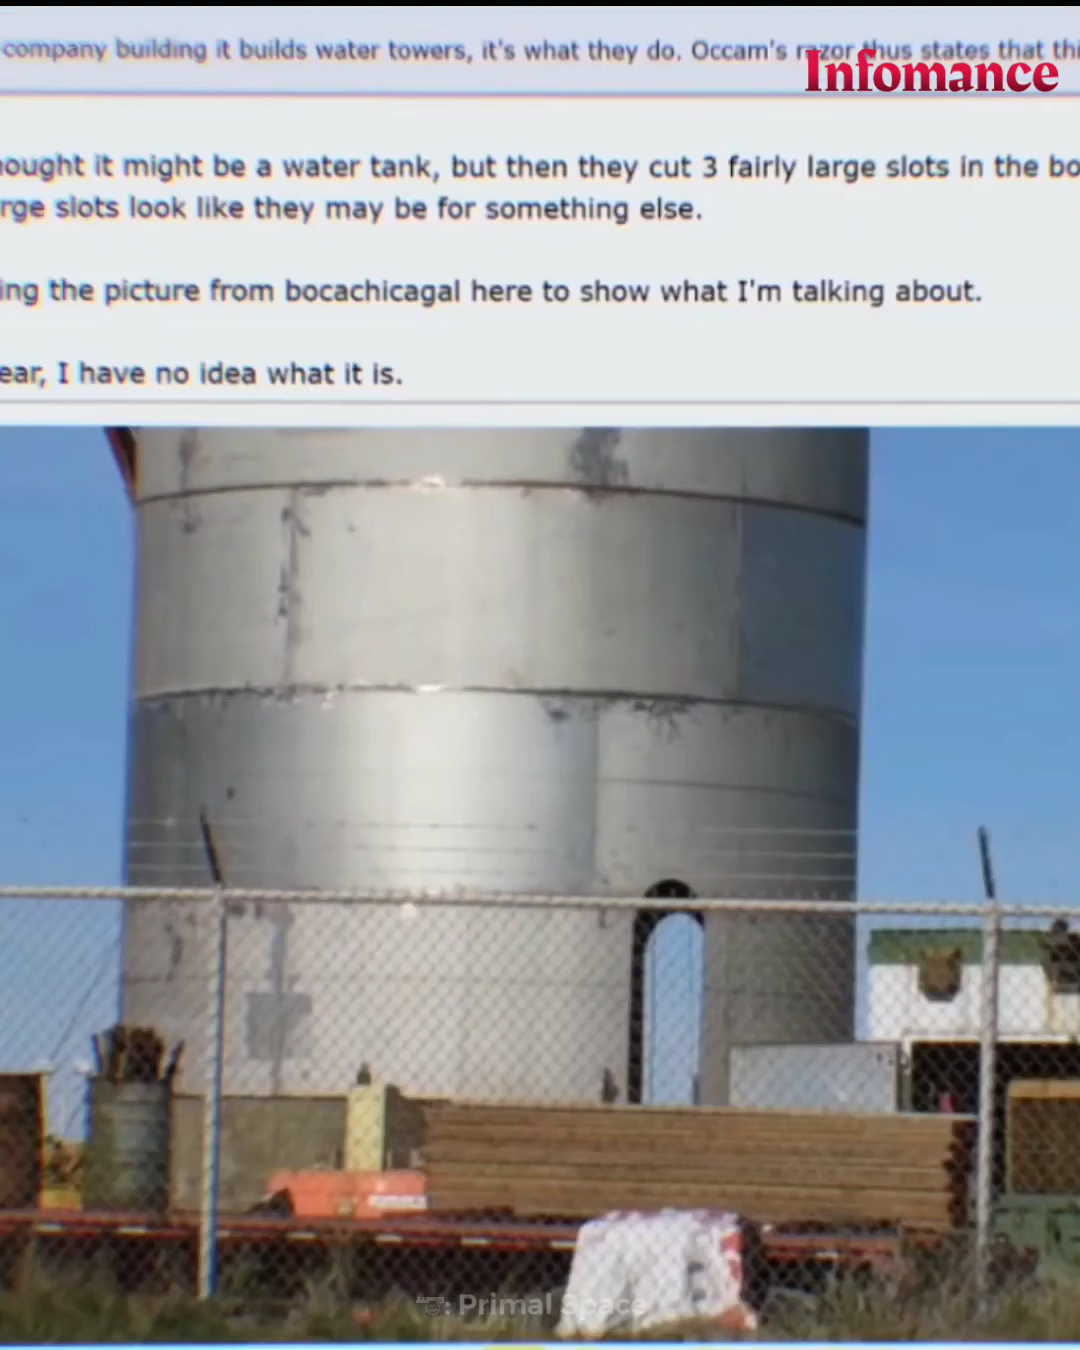 company building it builds water towers, it's what they do. Occam's razor thus states that
Infomance
ought it might be a water tank, but then they cut 3 fairly large slots in the
slots look like they may be for something else.
ing the picture from bocachicagal here to show what I'm talking about.
ear, I have no idea what it is.
: Primal Space